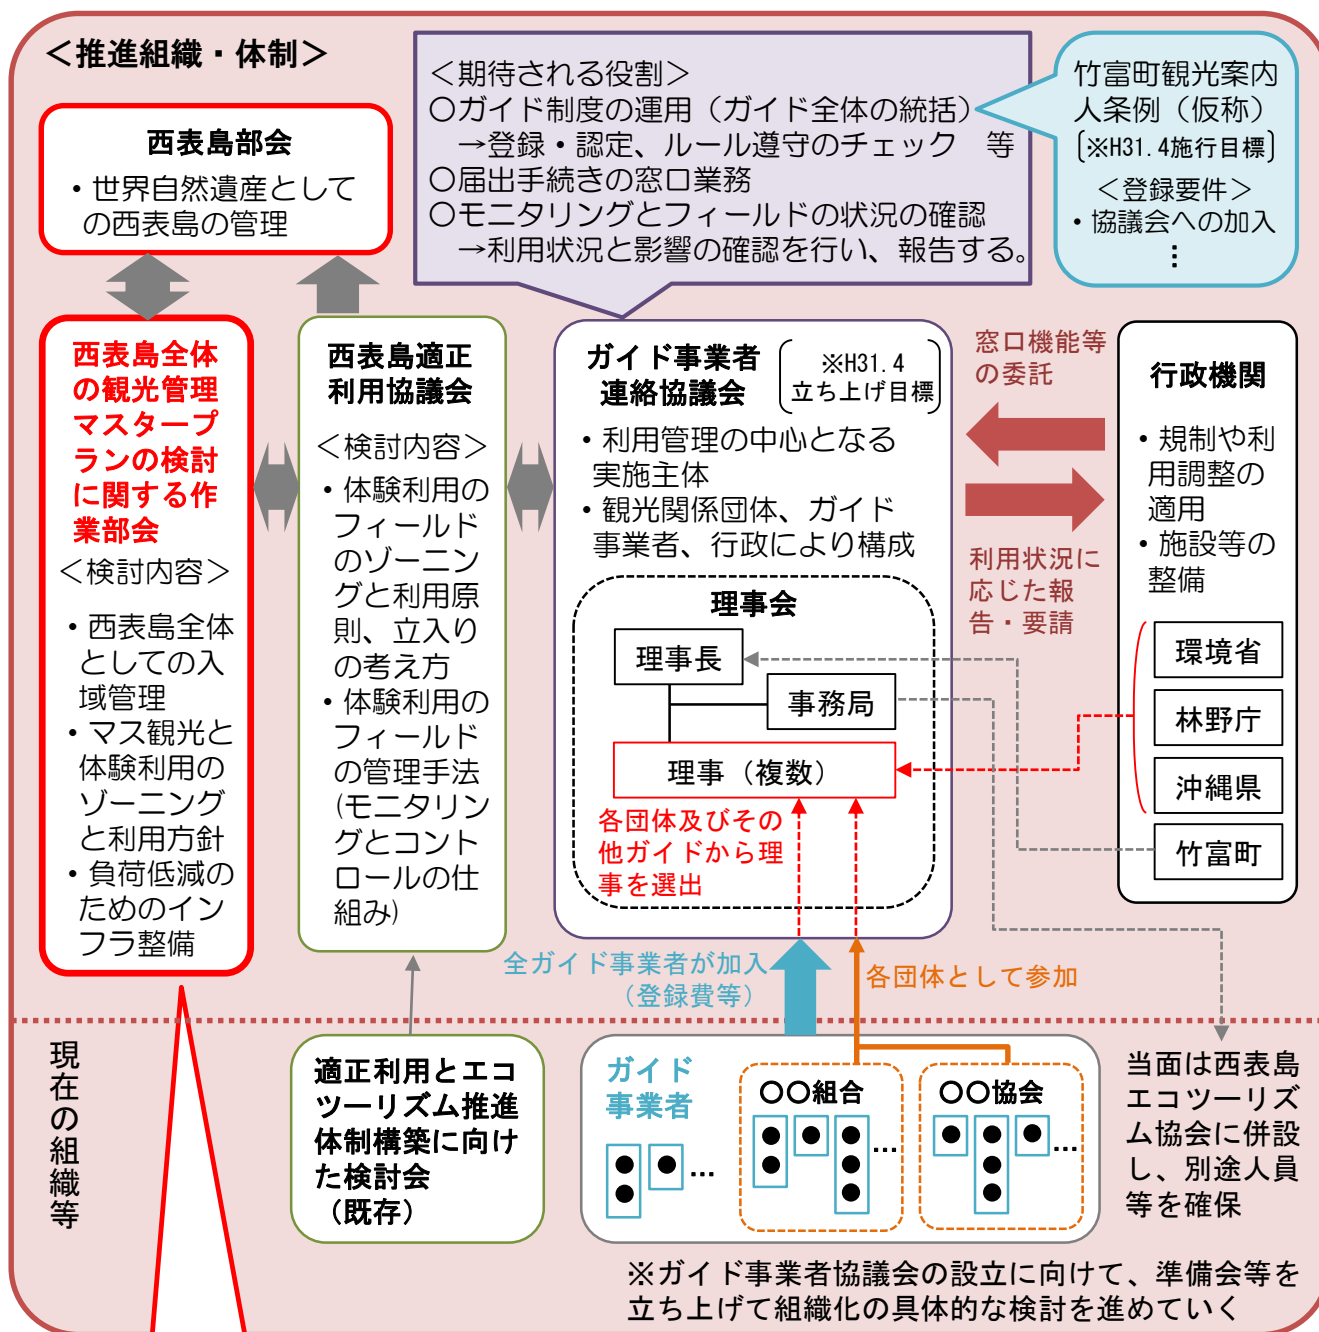 ＜推進組織・体制＞
西表島部会
・世界自然遺産として
の西表島の管理
＜期待される役割＞
〇ガイド制度の運用（ガイド全体の統括）
→登録・認定、ルール遵守のチェック　等
〇届出手続きの窓口業務
〇モニタリングとフィールドの状況の確認
→利用状況と影響の確認を行い、報告する。
竹富町観光案内
人条例（仮称）
[※H31.4施行目標]
＜登録要件＞
・協議会への加入
…
西表島全体
の観光管理
マスタープ
ランの検討
に関する作
業部会
＜検討内容＞
・西表島全体
としての入
域管理
・マス観光と
体験利用の
ゾーニング
と利用方針
・負荷低減の
ためのイン
フラ整備
西表島適正
利用協議会
＜検討内容＞
・体験利用の
フィールド
のゾーニン
グと利用原
則、立入り
の考え方
・体験利用の
フィールド
の管理手法
(モニタリン
グとコント
ロールの仕
組み)
ガイド事業者
連絡協議会
※H31.4
立ち上げ目標
・利用管理の中心となる
実施主体
・観光関係団体、ガイド
事業者、行政により構成
理事会
理事長
事務局
理事（複数）
各団体及びその
他ガイドから理
事を選出
窓口機能等
の委託
利用状況に
応じた報
告・要請
行政機関
・規制や利
用調整の
適用
・施設等の
整備
環境省
林野庁
沖縄県
竹富町
全ガイド事業者が加入
（登録費等）
各団体として参加
現在の組織等
適正利用とエコ
ツーリズム推進
体制構築に向け
た検討会
（既存）
ガイド
事業者
…
〇〇組合
…
〇〇協会
…
当面は西表島
エコツーリズ
ム協会に併設
し、別途人員
等を確保
※ガイド事業者協議会の設立に向けて、準備会等を
立ち上げて組織化の具体的な検討を進めていく